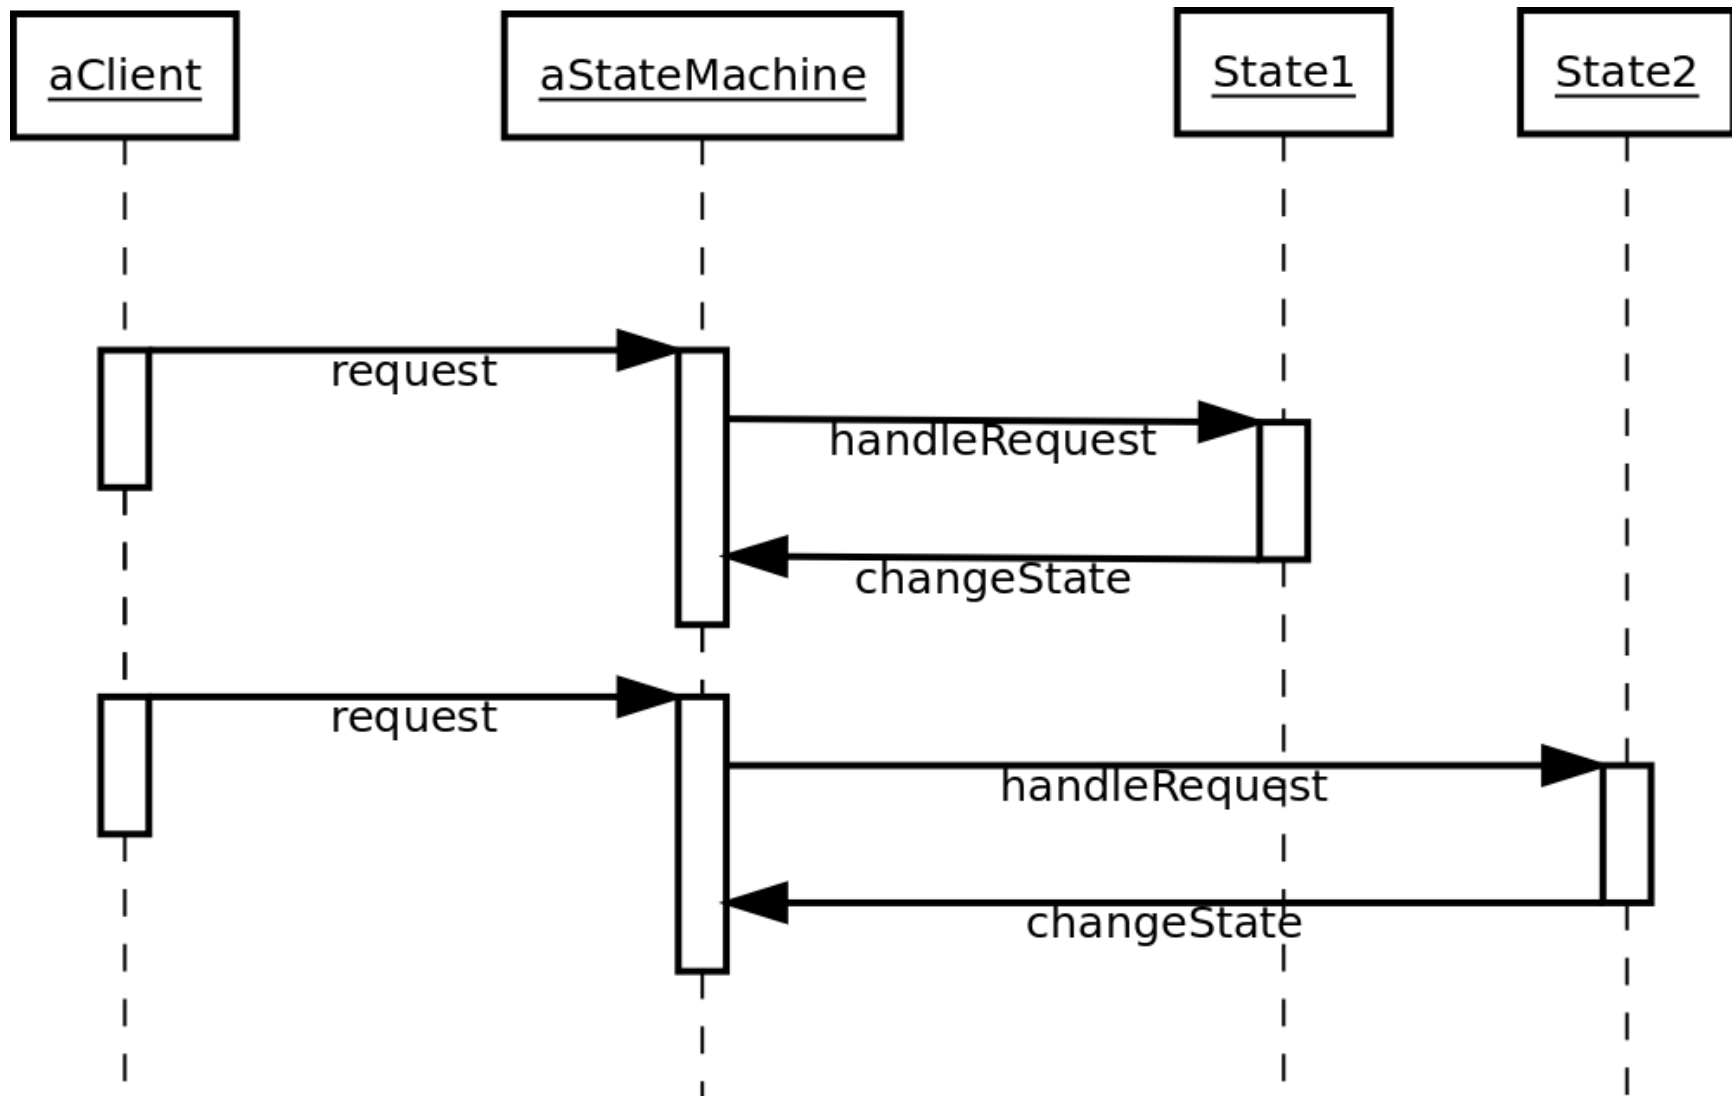 aClient
aStateMachine
State1
State2
request
handleRequest
changeState
request
handleRequest
changeState